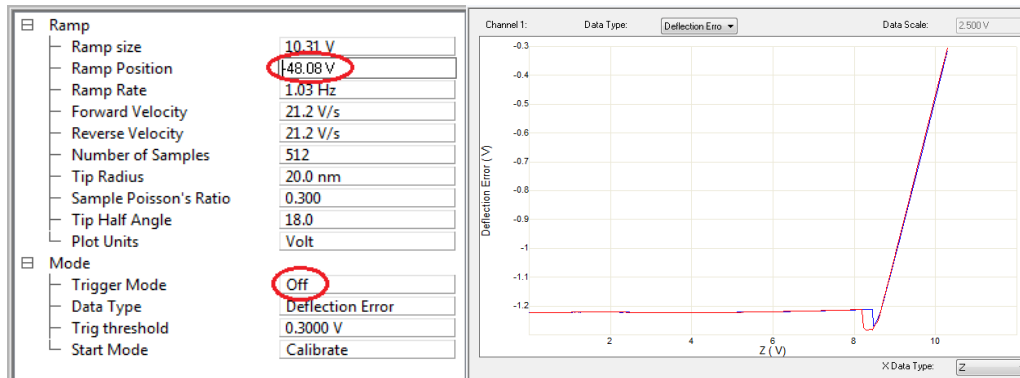 Ramp
Ramp size 10.31 V
Ramp Position -48.08 V
Ramp Rate 1.03 Hz
Forward Velocity 21.2 V/s
Reverse Velocity 21.2 V/s
Number of Samples 512
Tip Radius 20.0 nm
Sample Poisson's Ratio 0.300
Tip Half Angle 18.0
Plot Units Volt
Mode
Trigger Mode Off
Data Type Deflection Error
Trig threshold 0.3000 V
Start Mode Calibrate
Channel 1: Data Type: Deflection Erro Data Scale: 2.500 V
-0.3
-0.4
-0.5
-0.6
-0.7
-0.8
-0.9
-1
-1.1
-1.2
Deflection Error (V)
2 4 6 8 10
Z (V)
X Data Type: Z